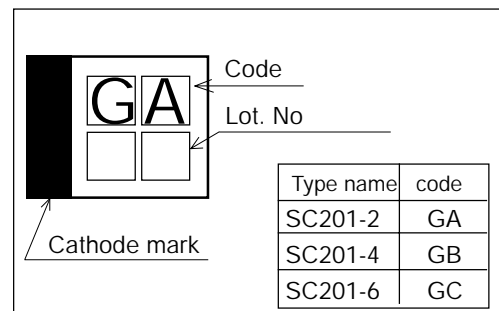 GA
Code
Lot. No
Cathode mark
Type name code
SC201-2 GA
SC201-4 GB
SC201-6 GC